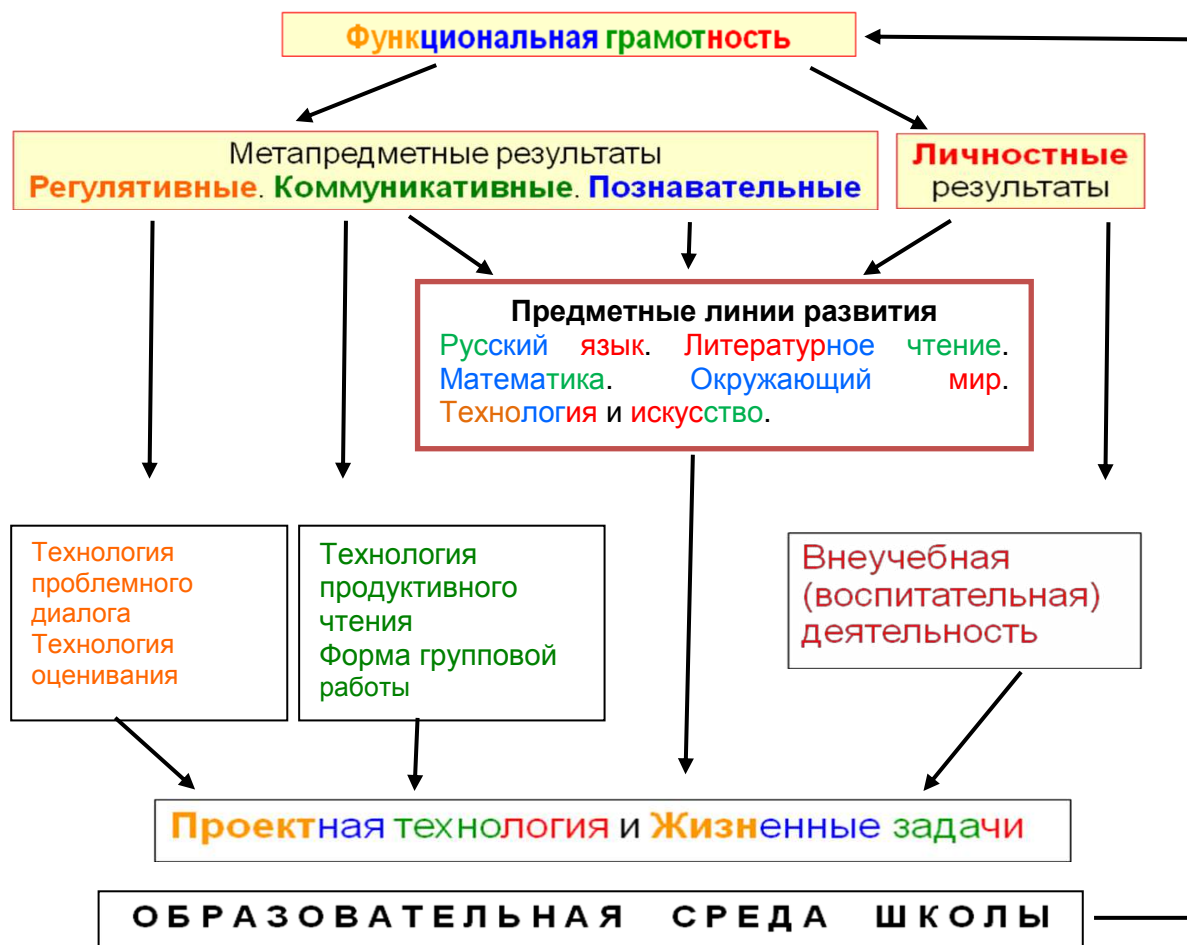 Функциональная грамотность
Метапредметные результаты
Регулятивные. Коммуникативные. Познавательные
Личностные
результаты
Предметные линии развития
Русский язык. Литературное чтение.
Математика. Окружающий мир.
Технология и искусство.
Технология
проблемного
диалога
Технология
оценивания
Технология
продуктивного
чтения
Форма групповой
работы
Внеучебная
(воспитательная)
деятельность
Проектная технология и Жизненные задачи
ОБРАЗОВАТЕЛЬНАЯ СРЕДА ШКОЛЫ